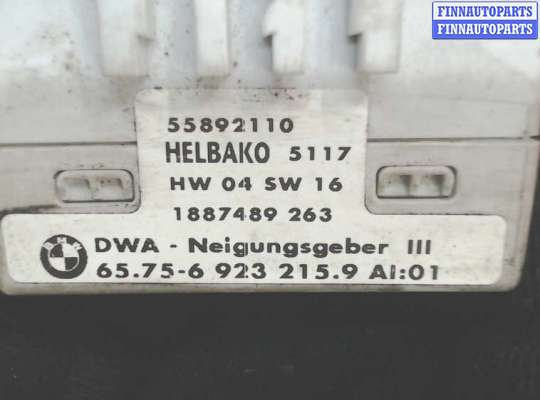 FINNAUTOPARTS
FINNAUTOPARTS
55892110
HELBAKO 5117
HW 04 SW 16
1887489 263
BMW
DWA - Neigungsgeber III
65.75-6 923 215.9 AI:01